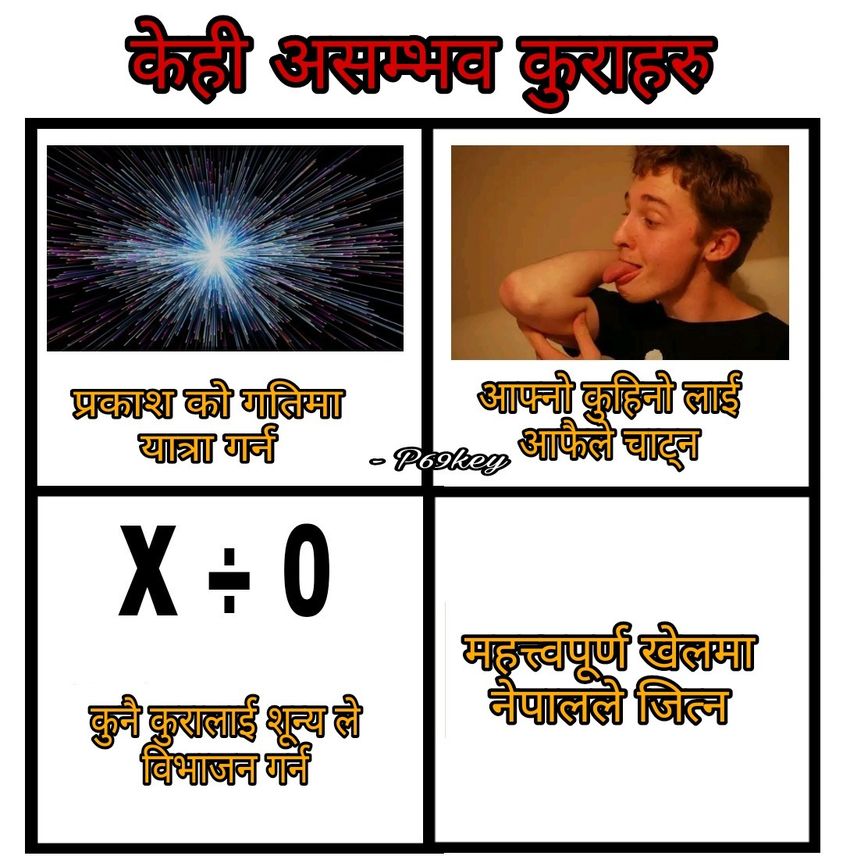 केही असम्भव कुराहरु
प्रकाश को गतिमा
यात्रा गर्न
आफ्नो कुहिनो लाई
आफैले चाट्न
- P69key
X ÷ 0
कुनै कुरालाई शून्य ले
विभाजन गर्न
महत्त्वपूर्ण खेलमा
नेपालले जित्न